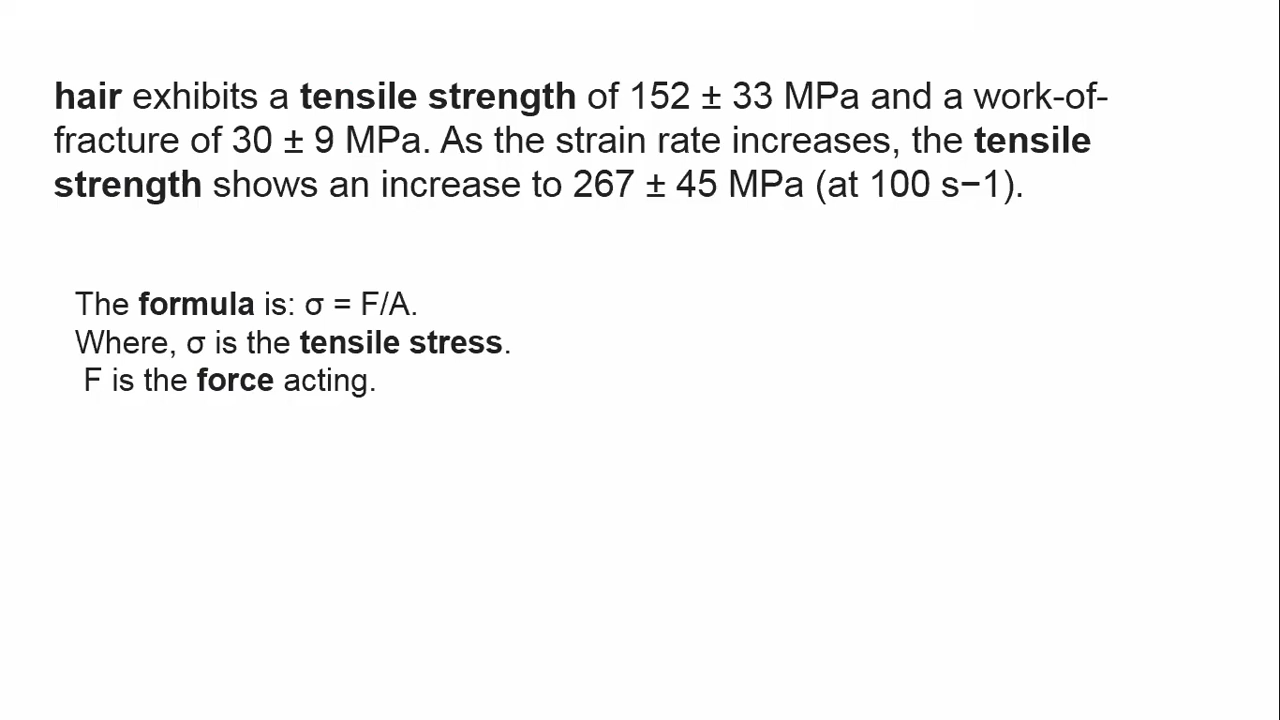 hair exhibits a tensile strength of 152 ± 33 MPa and a work-of-
fracture of 30 ± 9 MPa. As the strain rate increases, the tensile
strength shows an increase to 267 ± 45 MPa (at 100 s−1).
The formula is: σ = F/A.
Where, σ is the tensile stress.
F is the force acting.